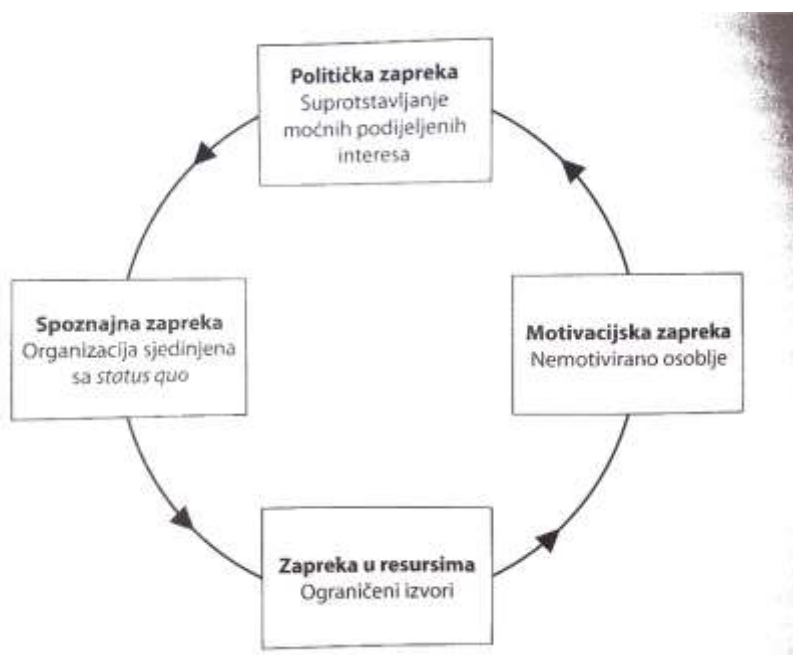 Politička zapreka
Suprotstavljanje
moćnih podijeljenih
interesa
Spoznajna zapreka
Organizacija sjedinjena
sa status quo
Motivacijska zapreka
Nemotivirano osoblje
Zapreka u resursima
Ograničeni izvori